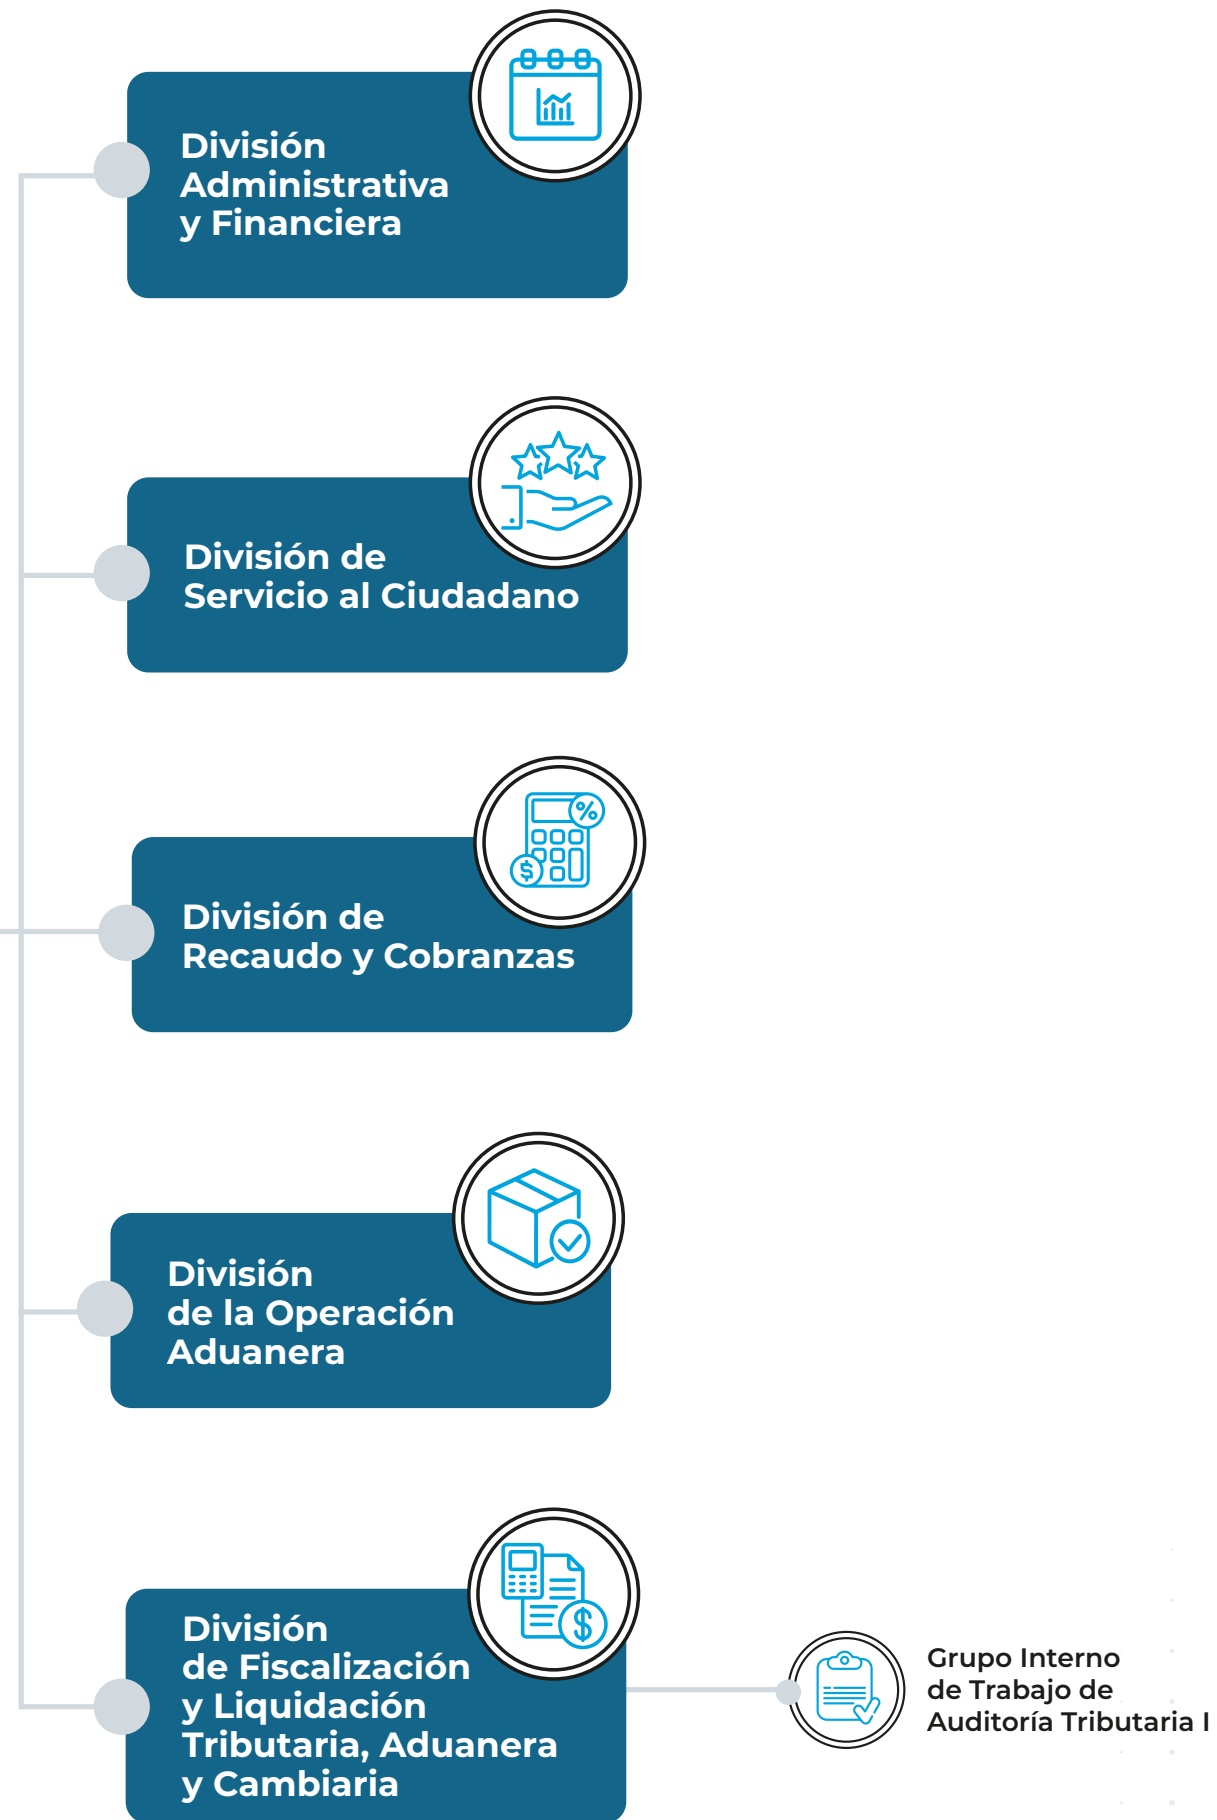 División
Administrativa
y Financiera
División de
Servicio al Ciudadano
%
$
División de
Recaudo y Cobranzas
División
de la Operación
Aduanera
$
División
de Fiscalización
y Liquidación
Tributaria, Aduanera
y Cambiaria
Grupo Interno
de Trabajo de
Auditoría Tributaria I